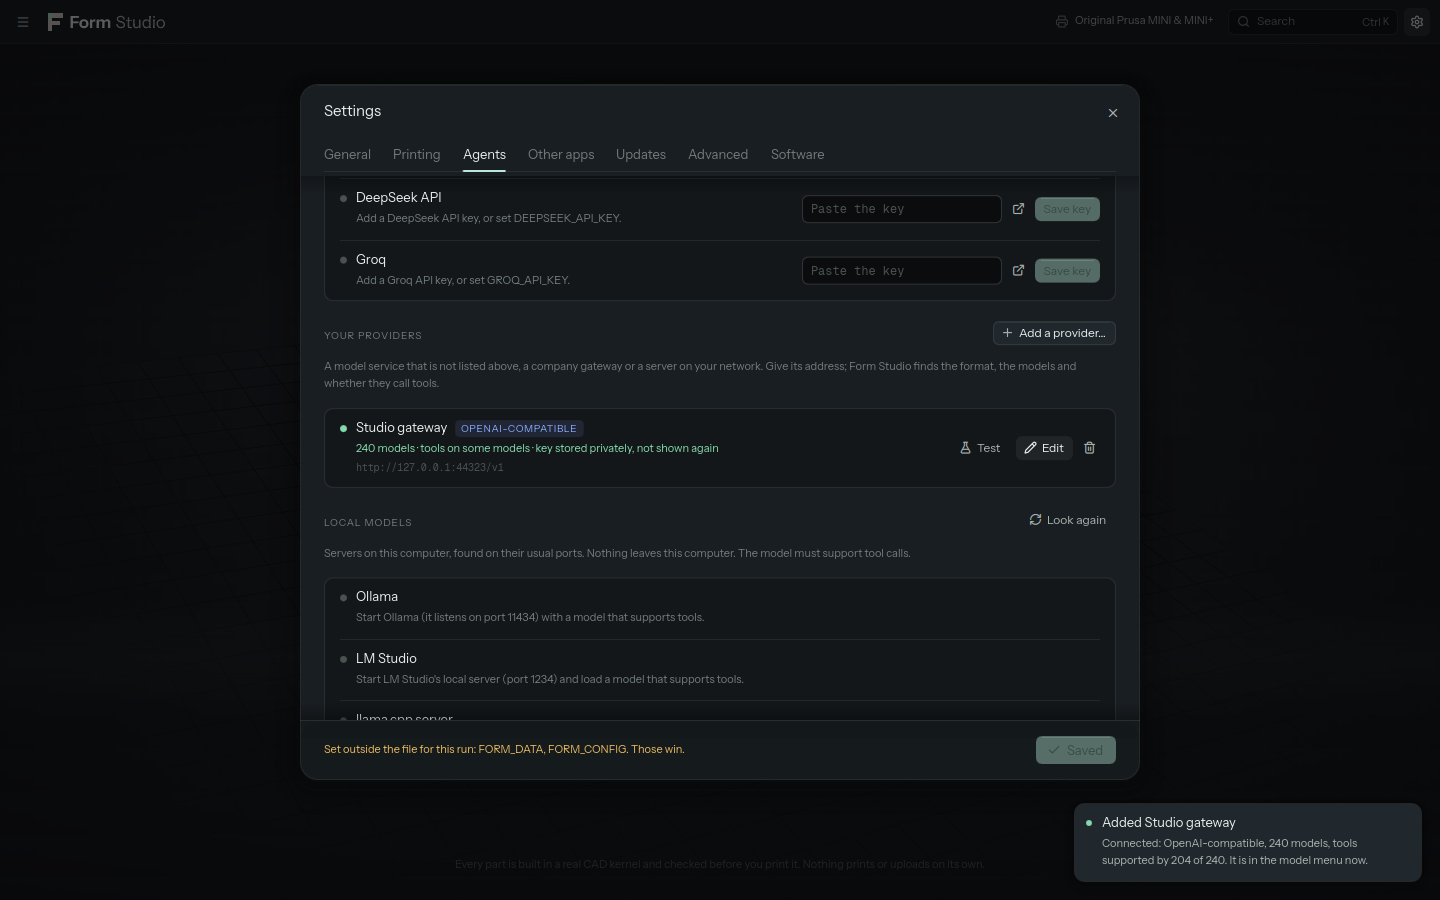 Form Studio
Original Prusa MINI & MINI+
Search
Ctrl K
Settings
General
Printing
Agents
Other apps
Updates
Advanced
Software
DeepSeek API
Add a DeepSeek API key, or set DEEPSEEK_API_KEY.
Paste the key
Save key
Groq
Add a Groq API key, or set GROQ_API_KEY.
Paste the key
Save key
YOUR PROVIDERS
Add a provider...
A model service that is not listed above, a company gateway or a server on your network. Give its address; Form Studio finds the format, the models and
whether they call tools.
Studio gateway
OPENAI-COMPATIBLE
240 models · tools on some models · key stored privately, not shown again
http://127.0.0.1:44323/v1
Test
Edit
LOCAL MODELS
Look again
Servers on this computer, found on their usual ports. Nothing leaves this computer. The model must support tool calls.
Ollama
Start Ollama (it listens on port 11434) with a model that supports tools.
LM Studio
Start LM Studio's local server (port 1234) and load a model that supports tools.
llama.cpp server
Set outside the file for this run: FORM_DATA, FORM_CONFIG. Those win.
Saved
Added Studio gateway
Connected: OpenAI-compatible, 240 models, tools
supported by 204 of 240. It is in the model menu now.
Every part is built in a real CAD kernel and checked before you print it. Nothing prints or uploads on its own.